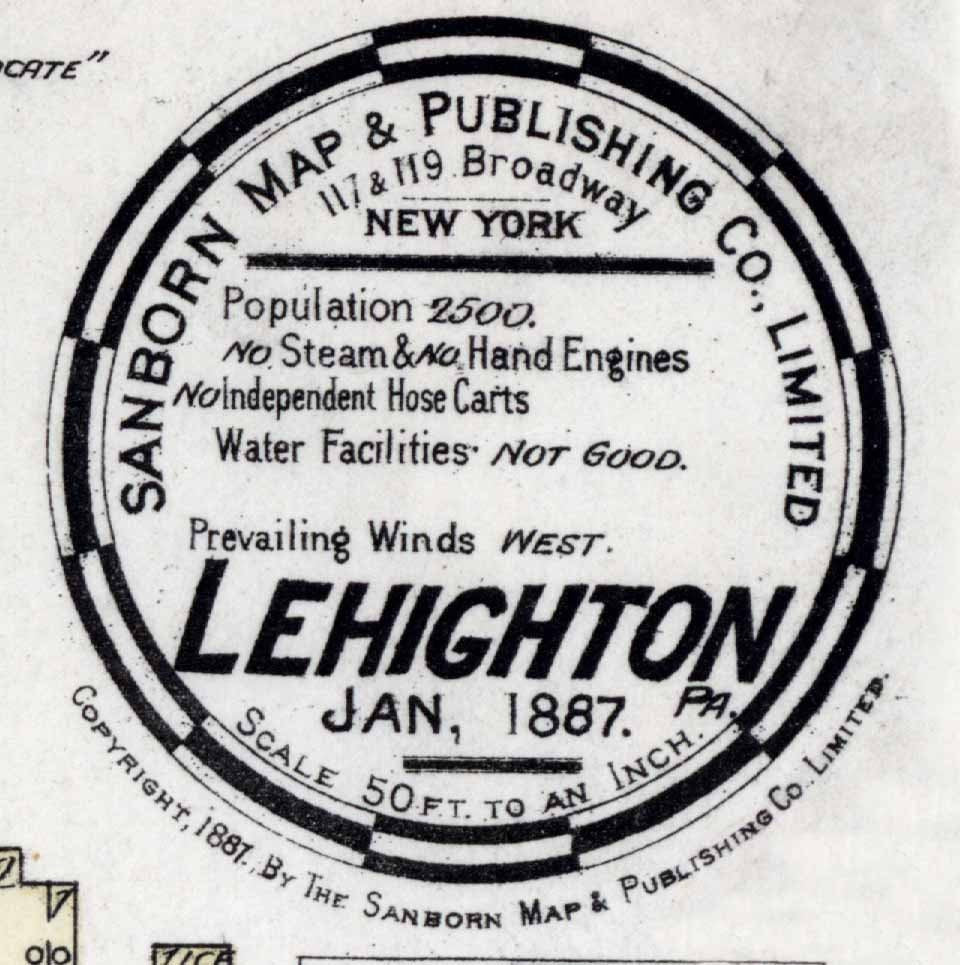 SANBORN MAP & PUBLISHING CO., LIMITED
117 & 119 Broadway
NEW YORK
Population 2500.
NO. Steam & NO. Hand Engines
NO Independent Hose Carts
Water Facilities. NOT GOOD.
Prevailing Winds WEST.
LEHIGHTON
PA.
JAN, 1887.
SCALE 50 FT. TO AN INCH.
COPYRIGHT, 1887, BY THE SANBORN MAP & PUBLISHING CO. LIMITED.